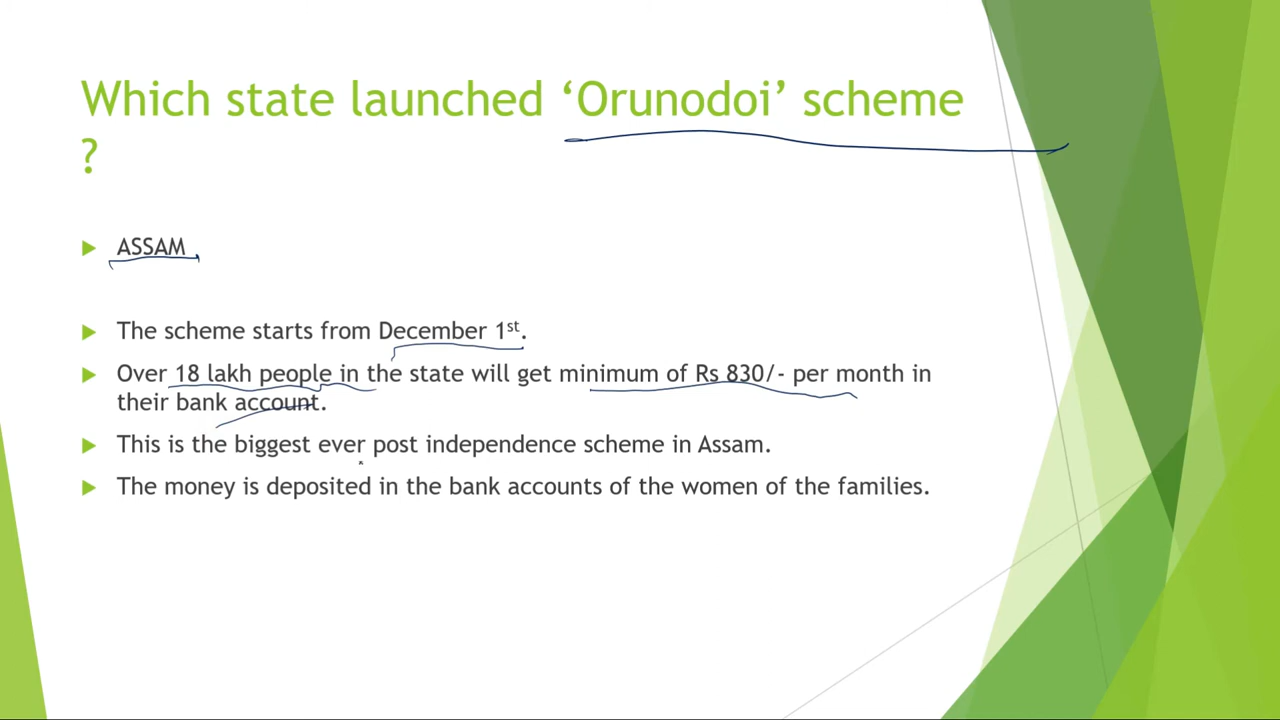 Which state launched ‘Orunodoi’ scheme
?
ASSAM
The scheme starts from December 1st.
Over 18 lakh people in the state will get minimum of Rs 830/- per month in
their bank account.
This is the biggest ever post independence scheme in Assam.
The money is deposited in the bank accounts of the women of the families.